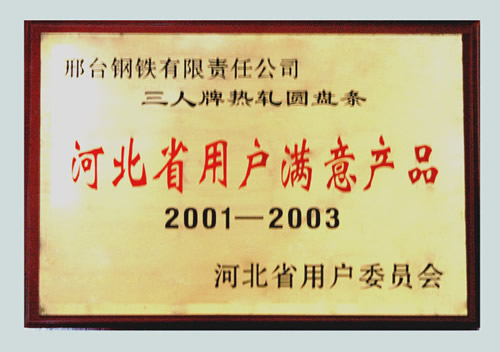 邢台钢铁有限责任公司
三人牌热轧圆盘条
河北省用户满意产品
2001—2003
河北省用户委员会